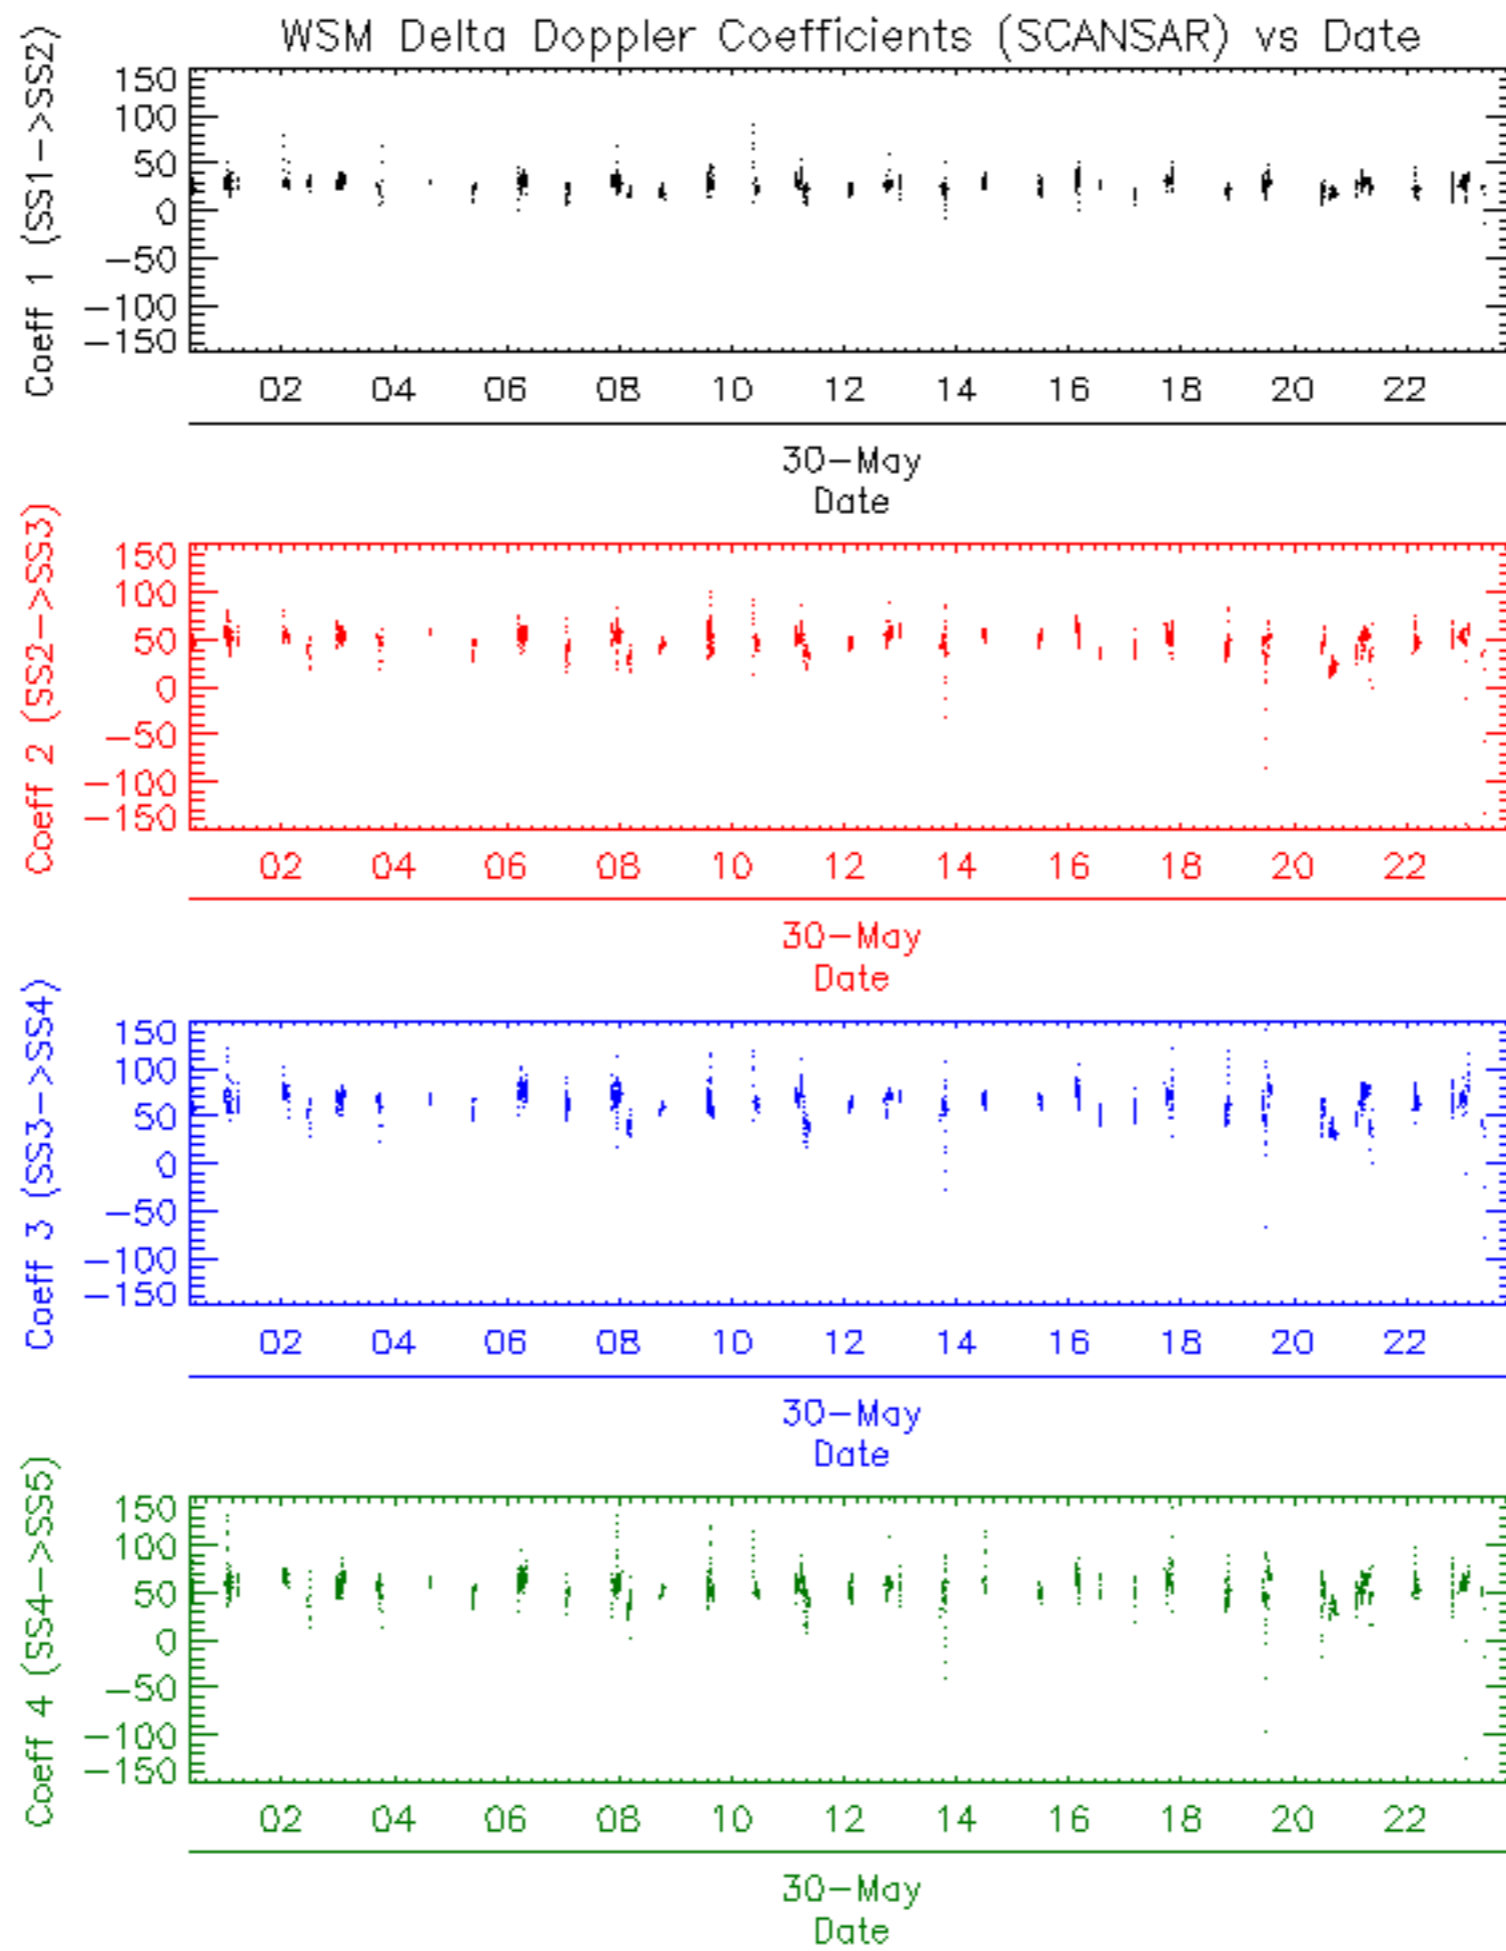 WSM Delta Doppler Coefficients (SCANSAR) vs Date
Coeff 1 (SS1->SS2)
150
100
50
0
-50
-100
-150
02 04 06 08 10 12 14 16 18 20 22
30-May
Date
Coeff 2 (SS2->SS3)
150
100
50
0
-50
-100
-150
02 04 06 08 10 12 14 16 18 20 22
30-May
Date
Coeff 3 (SS3->SS4)
150
100
50
0
-50
-100
-150
02 04 06 08 10 12 14 16 18 20 22
30-May
Date
Coeff 4 (SS4->SS5)
150
100
50
0
-50
-100
-150
02 04 06 08 10 12 14 16 18 20 22
30-May
Date